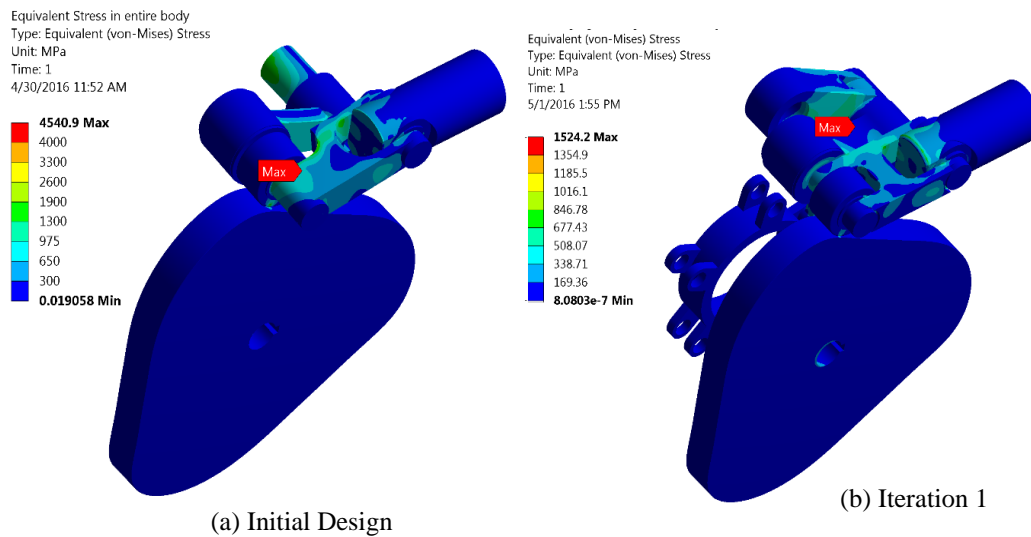 Equivalent Stress in entire body
Type: Equivalent (von-Mises) Stress
Unit: MPa
Time: 1
4/30/2016 11:52 AM
4540.9 Max
4000
3300
2600
1900
1300
975
650
300
0.019058 Min
Max
(a) Initial Design
Equivalent (von-Mises) Stress
Type: Equivalent (von-Mises) Stress
Unit: MPa
Time: 1
5/1/2016 1:55 PM
1524.2 Max
1354.9
1185.5
1016.1
846.78
677.43
508.07
338.71
169.36
8.0803e-7 Min
Max
(b) Iteration 1